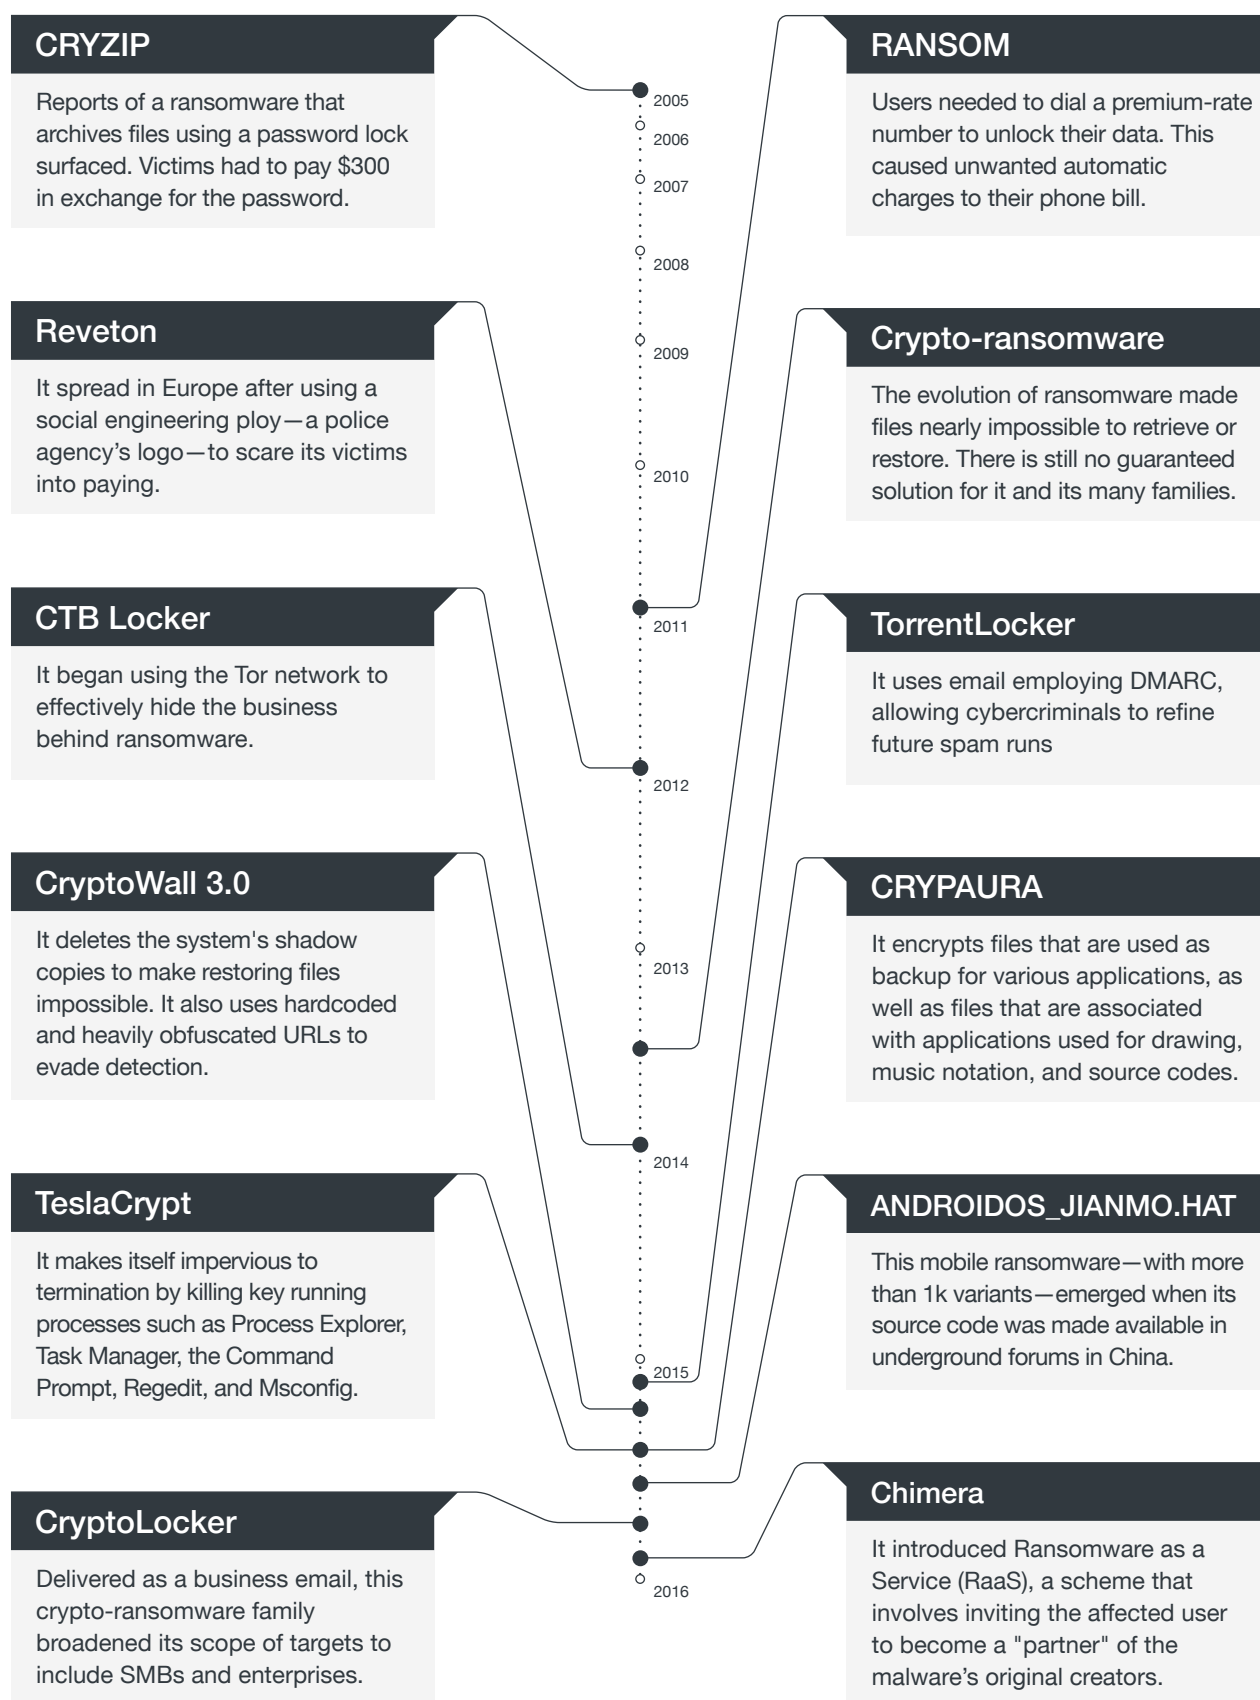 CRYZIP
Reports of a ransomware that
archives files using a password lock
surfaced. Victims had to pay $300
in exchange for the password.
Reveton
It spread in Europe after using a
social engineering ploy—a police
agency’s logo—to scare its victims
into paying.
CTB Locker
It began using the Tor network to
effectively hide the business
behind ransomware.
CryptoWall 3.0
It deletes the system's shadow
copies to make restoring files
impossible. It also uses hardcoded
and heavily obfuscated URLs to
evade detection.
TeslaCrypt
It makes itself impervious to
termination by killing key running
processes such as Process Explorer,
Task Manager, the Command
Prompt, Regedit, and Msconfig.
CryptoLocker
Delivered as a business email, this
crypto-ransomware family
broadened its scope of targets to
include SMBs and enterprises.
2005
2006
2007
2008
2009
2010
2011
2012
2013
2014
2015
2016
RANSOM
Users needed to dial a premium-rate
number to unlock their data. This
caused unwanted automatic
charges to their phone bill.
Crypto-ransomware
The evolution of ransomware made
files nearly impossible to retrieve or
restore. There is still no guaranteed
solution for it and its many families.
TorrentLocker
It uses email employing DMARC,
allowing cybercriminals to refine
future spam runs
CRYPAURA
It encrypts files that are used as
backup for various applications, as
well as files that are associated
with applications used for drawing,
music notation, and source codes.
ANDROIDOS_JIANMO.HAT
This mobile ransomware—with more
than 1k variants—emerged when its
source code was made available in
underground forums in China.
Chimera
It introduced Ransomware as a
Service (RaaS), a scheme that
involves inviting the affected user
to become a "partner" of the
malware’s original creators.